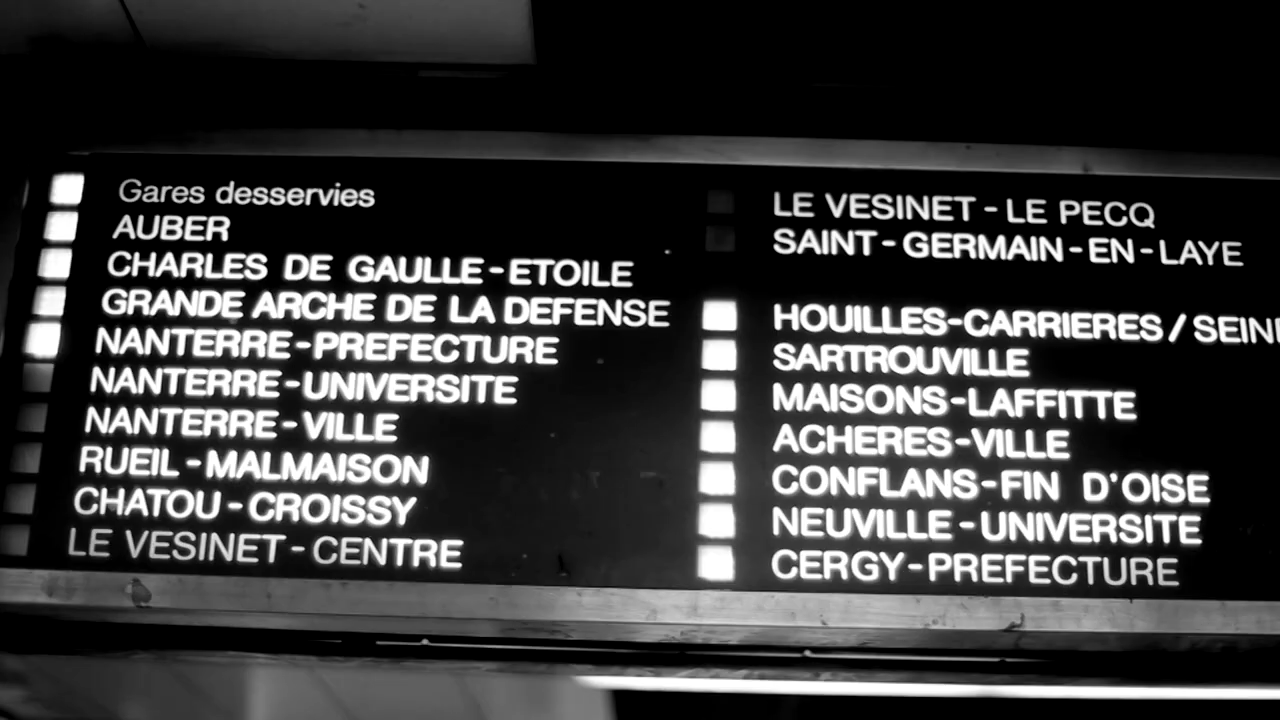 Gares desservies
AUBER
CHARLES DE GAULLE-ETOILE
GRANDE ARCHE DE LA DEFENSE
NANTERRE-PREFECTURE
NANTERRE-UNIVERSITE
NANTERRE-VILLE
RUEIL-MALMAISON
CHATOU-CROISSY
LE VESINET-CENTRE
LE VESINET-LE PECQ
SAINT-GERMAIN-EN-LAYE
HOUILLES-CARRIERES /
SARTROUVILLE
MAISONS-LAFFITTE
ACHERES-VILLE
CONFLANS-FIN D'OISE
NEUVILLE-UNIVERSITE
CERGY-PREFECTURE